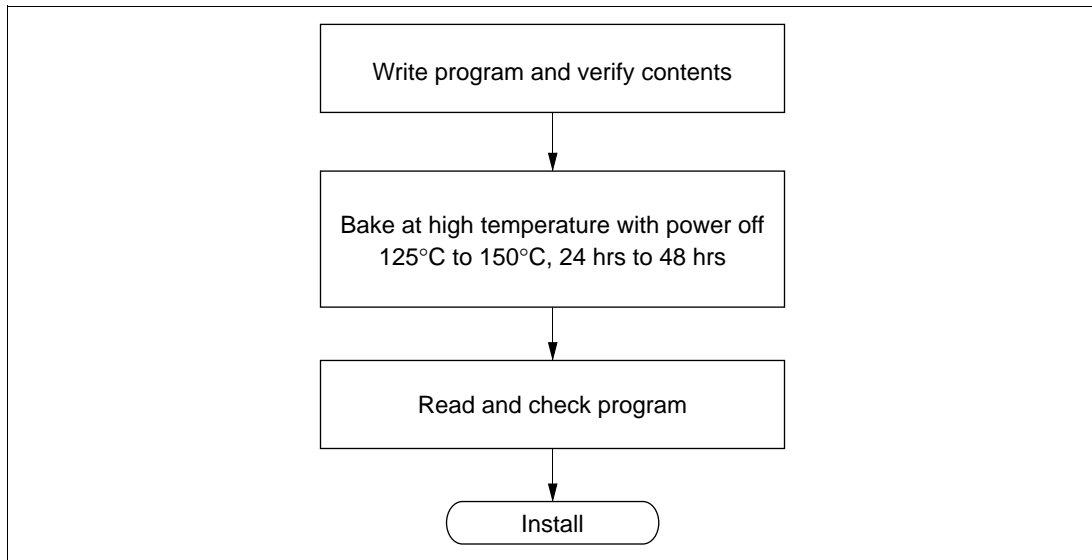 Write program and verify contents
Bake at high temperature with power off
125°C to 150°C, 24 hrs to 48 hrs
Read and check program
Install